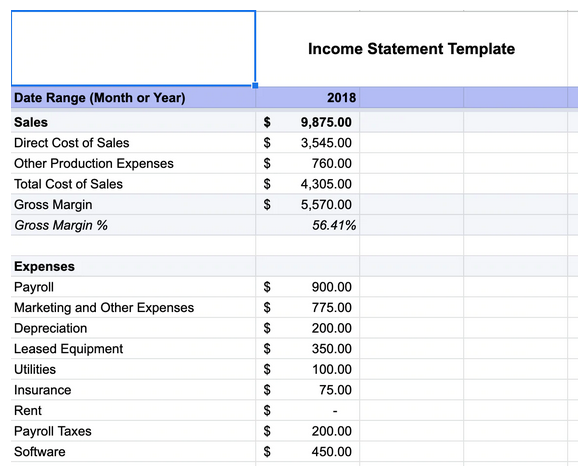 Income Statement Template
Date Range (Month or Year) 2018
Sales $ 9,875.00
Direct Cost of Sales $ 3,545.00
Other Production Expenses $ 760.00
Total Cost of Sales $ 4,305.00
Gross Margin $ 5,570.00
Gross Margin % 56.41%
Expenses
Payroll $ 900.00
Marketing and Other Expenses $ 775.00
Depreciation $ 200.00
Leased Equipment $ 350.00
Utilities $ 100.00
Insurance $ 75.00
Rent $ -
Payroll Taxes $ 200.00
Software $ 450.00